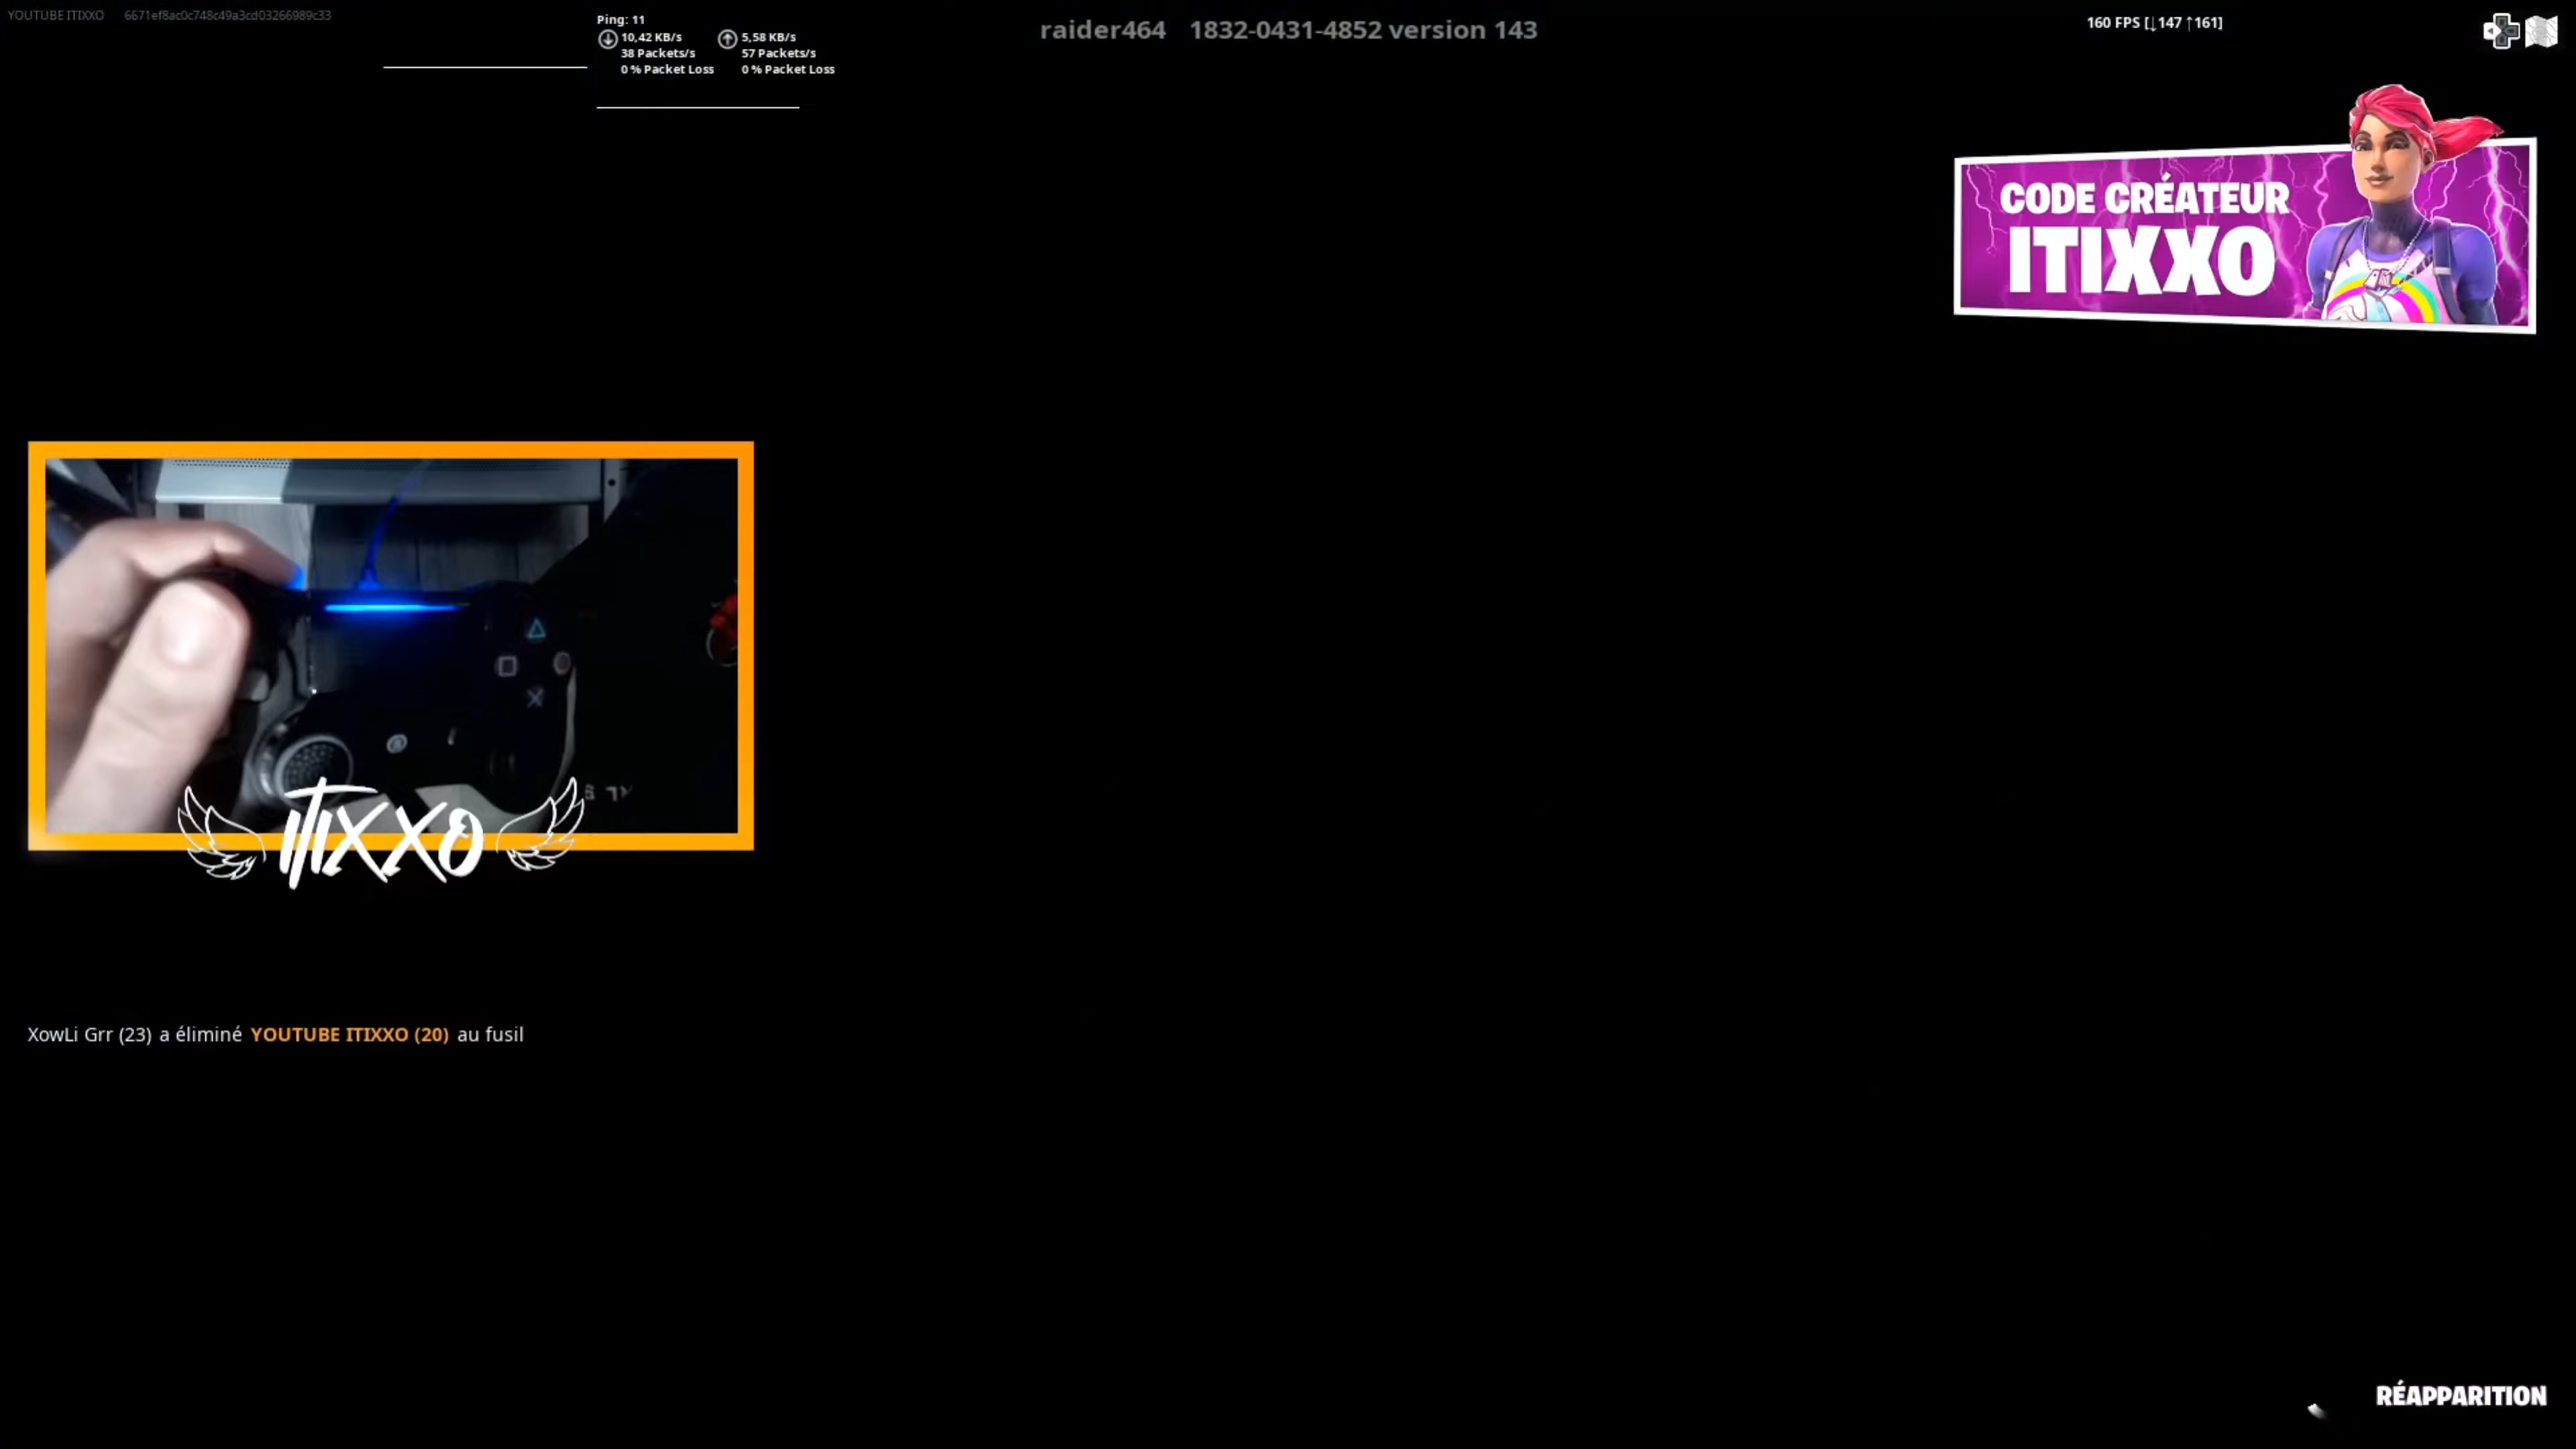 YOUTUBE ITIXXO 6671ef8ac0c748c49a3cd03266989c33
Ping: 11
10,42 KB/s 5,58 KB/s
38 Packets/s 57 Packets/s
0 % Packet Loss 0 % Packet Loss
raider464 1832-0431-4852 version 143
160 FPS [↓147 ↑161]
CODE CRÉATEUR
ITIXXO
ITIXXO
XowLi Grr (23) a éliminé YOUTUBE ITIXXO (20) au fusil
RÉAPPARITION